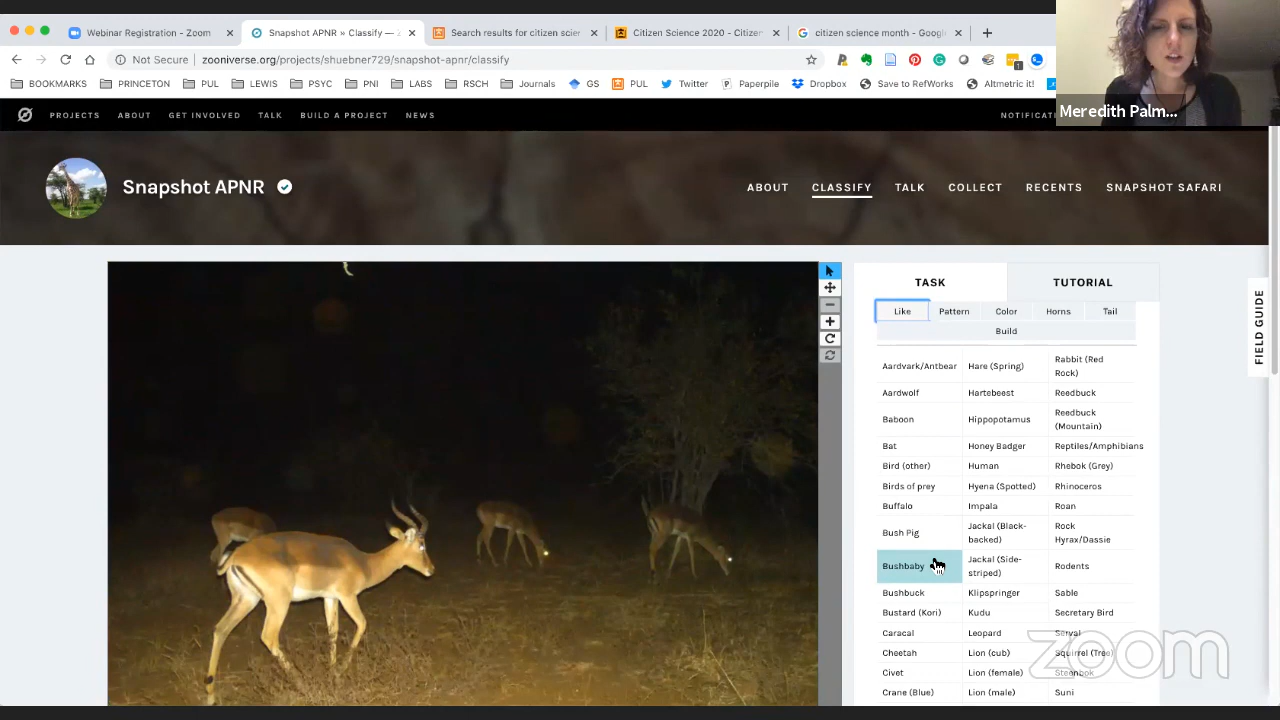 Webinar Registration - Zoom
Snapshot APNR » Classify —
Search results for citizen scien
Citizen Science 2020 - Citizen
citizen science month - Google
Not Secure
zooniverse.org/projects/shuebner729/snapshot-apnr/classify
BOOKMARKS
PRINCETON
PUL
LEWIS
PSYC
PNI
LABS
RSCH
Journals
GS
PUL
Twitter
Paperpile
Dropbox
Save to RefWorks
Altmetric it!
Meredith Palm...
PROJECTS
ABOUT
GET INVOLVED
TALK
BUILD A PROJECT
NEWS
NOTIFICATI
Snapshot APNR
ABOUT
CLASSIFY
TALK
COLLECT
RECENTS
SNAPSHOT SAFARI
TASK
TUTORIAL
FIELD GUIDE
Like
Pattern
Color
Horns
Tail
Build
Aardvark/Antbear
Hare (Spring)
Rabbit (Red
Rock)
Aardwolf
Hartebeest
Reedbuck
Baboon
Hippopotamus
Reedbuck
(Mountain)
Bat
Honey Badger
Reptiles/Amphibians
Bird (other)
Human
Rhebok (Grey)
Birds of prey
Hyena (Spotted)
Rhinoceros
Buffalo
Impala
Roan
Bush Pig
Jackal (Black-
backed)
Rock
Hyrax/Dassie
Bushbaby
Jackal (Side-
striped)
Rodents
Bushbuck
Klipspringer
Sable
Bustard (Kori)
Kudu
Secretary Bird
Caracal
Leopard
Serval
Cheetah
Lion (cub)
Squirrel (Tree)
Civet
Lion (female)
Steenbok
Crane (Blue)
Lion (male)
Suni
zoom